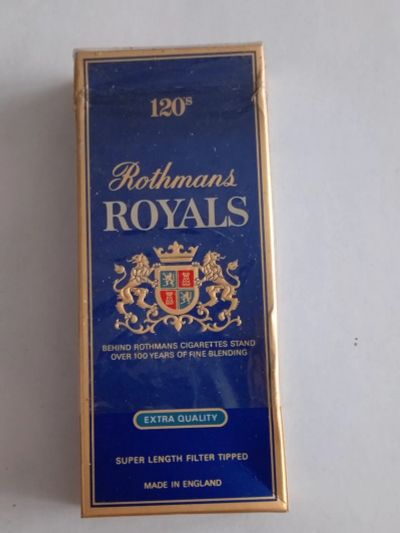 120's
Rothmans
ROYALS
BEHIND ROTHMANS CIGARETTES STAND
OVER 100 YEARS OF FINE BLENDING
EXTRA QUALITY
SUPER LENGTH FILTER TIPPED
MADE IN ENGLAND